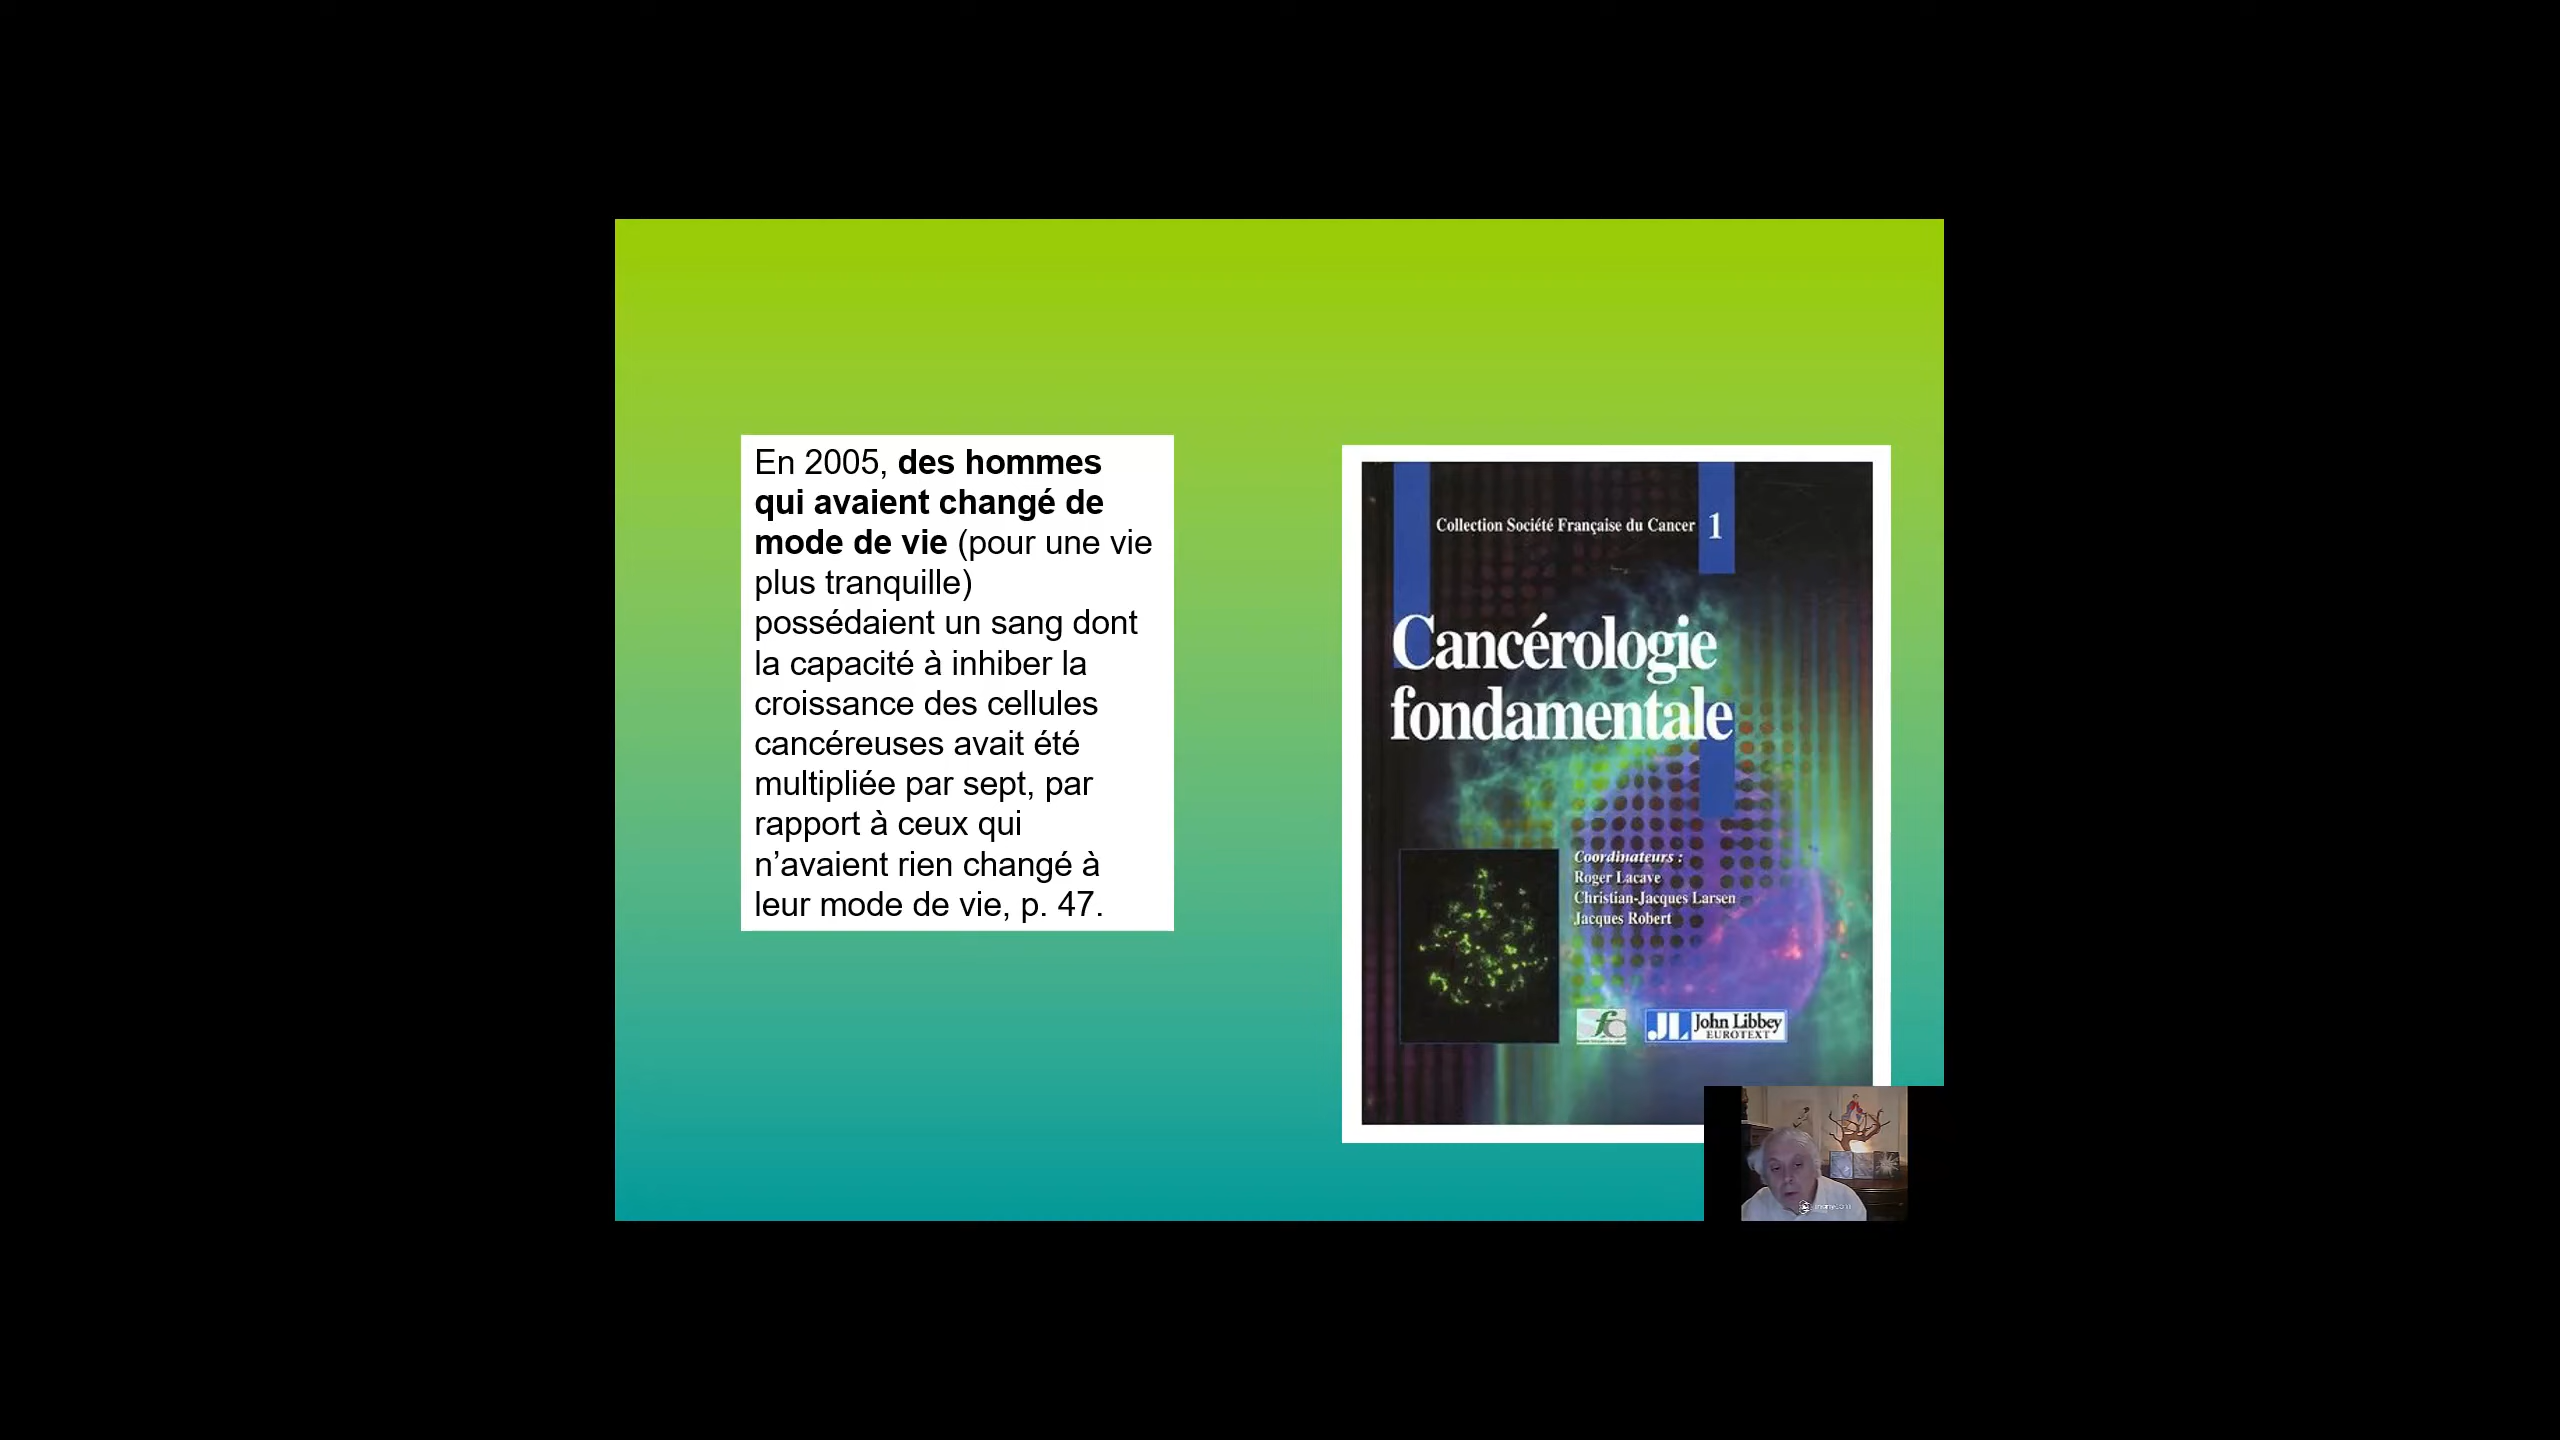 En 2005, des hommes
qui avaient changé de
mode de vie (pour une vie
plus tranquille)
possédaient un sang dont
la capacité à inhiber la
croissance des cellules
cancéreuses avait été
multipliée par sept, par
rapport à ceux qui
n’avaient rien changé à
leur mode de vie, p. 47.
Collection Société Française du Cancer 1
Cancérologie
fondamentale
Coordinateurs :
Roger Lacave
Christian-Jacques Larsen
Jacques Robert
JL John Libbey
EUROTEXT